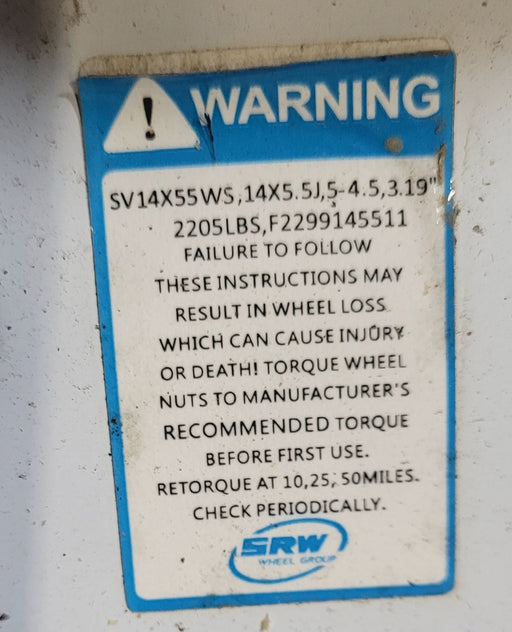 WARNING
SV14X55WS,14X5.5J,5-4.5,3.19"
2205LBS,F2299145511
FAILURE TO FOLLOW
THESE INSTRUCTIONS MAY
RESULT IN WHEEL LOSS
WHICH CAN CAUSE INJURY
OR DEATH! TORQUE WHEEL
NUTS TO MANUFACTURER'S
RECOMMENDED TORQUE
BEFORE FIRST USE.
RETORQUE AT 10,25, 50MILES.
CHECK PERIODICALLY.
SRW
WHEEL GROUP